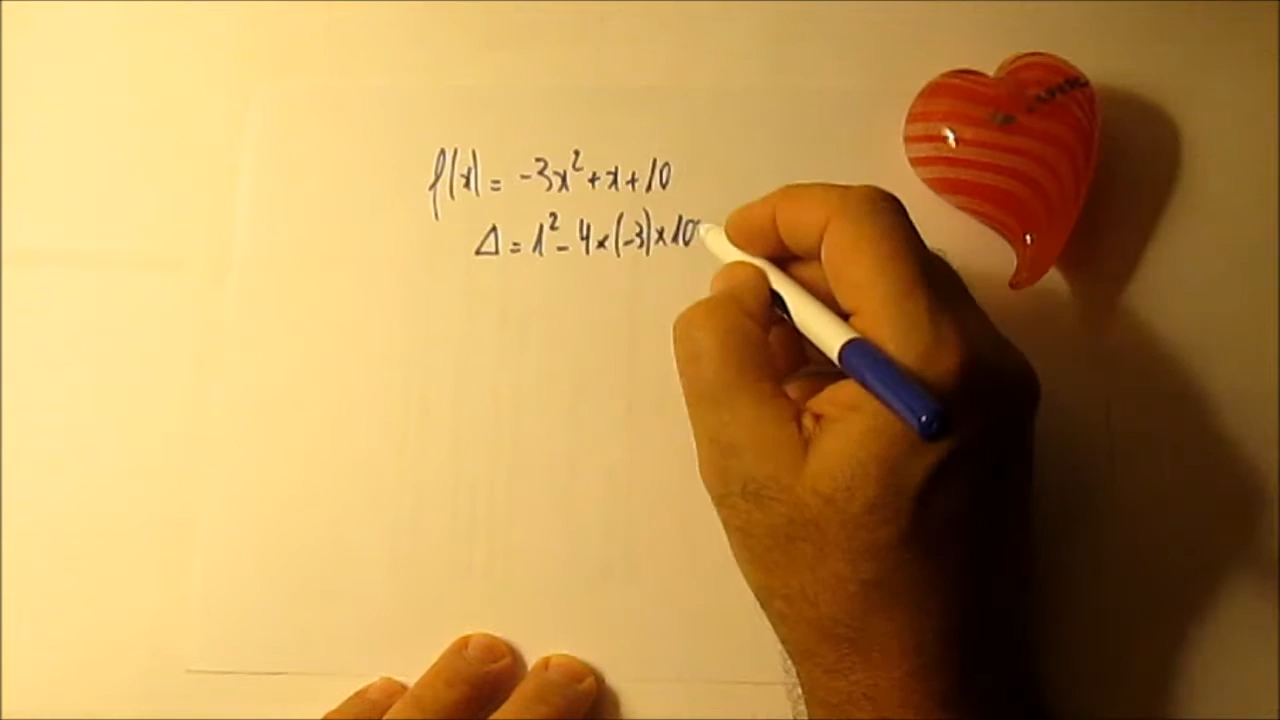 f(x) = -3x² + x + 10
Δ = 1² - 4 × (-3) × 10